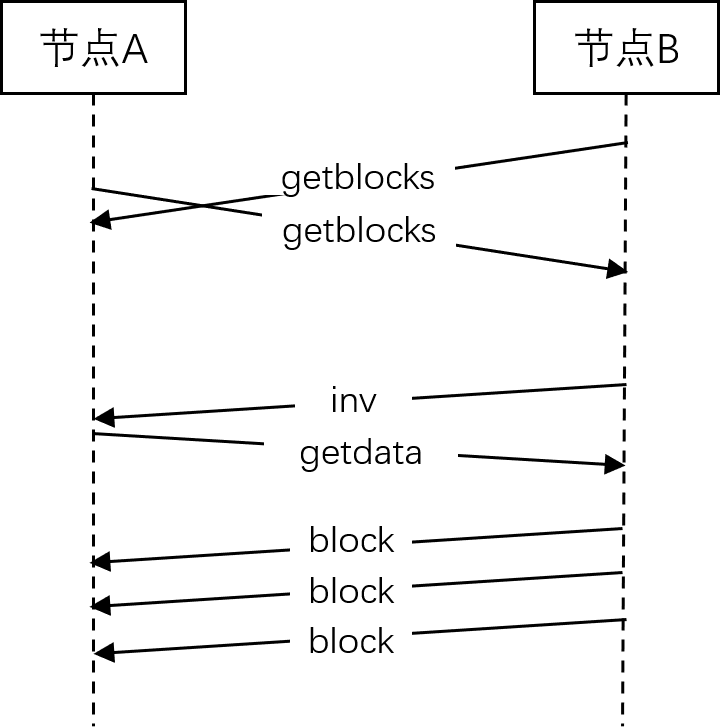 节点A
节点B
getblocks
getblocks
inv
getdata
block
block
block